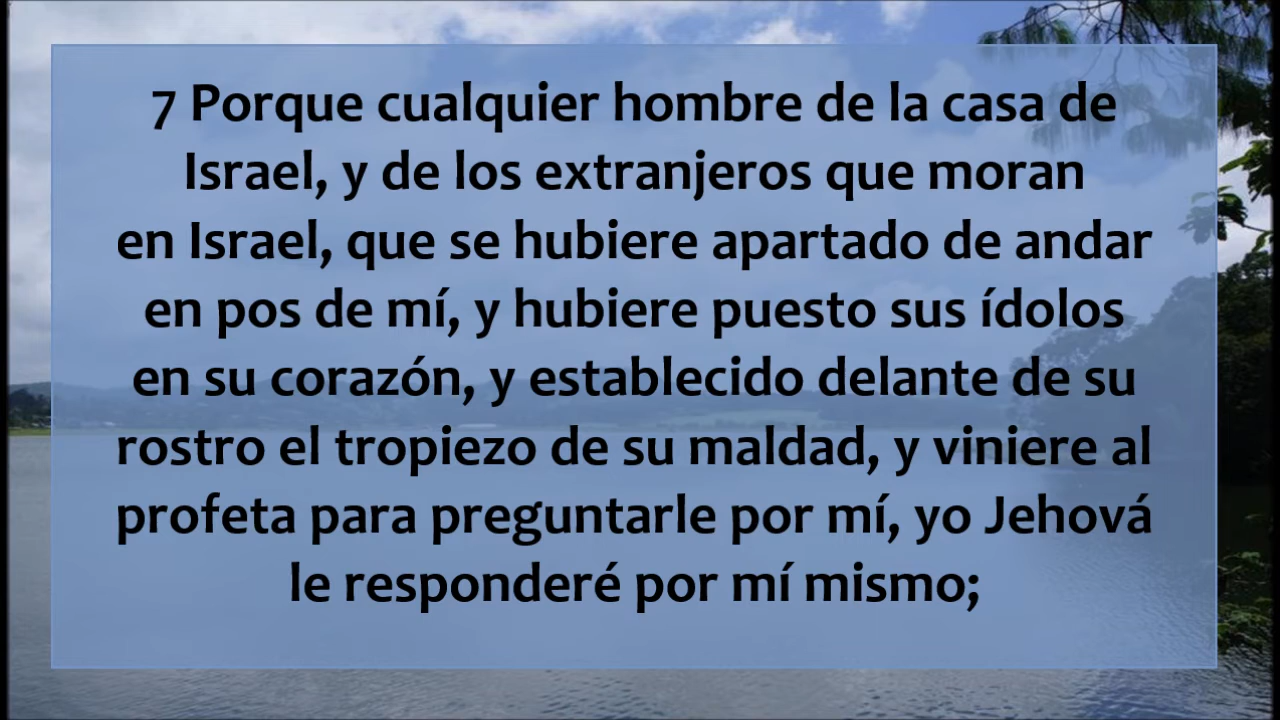 7 Porque cualquier hombre de la casa de
Israel, y de los extranjeros que moran
en Israel, que se hubiere apartado de andar
en pos de mí, y hubiere puesto sus ídolos
en su corazón, y establecido delante de su
rostro el tropiezo de su maldad, y viniere al
profeta para preguntarle por mí, yo Jehová
le responderé por mí mismo;